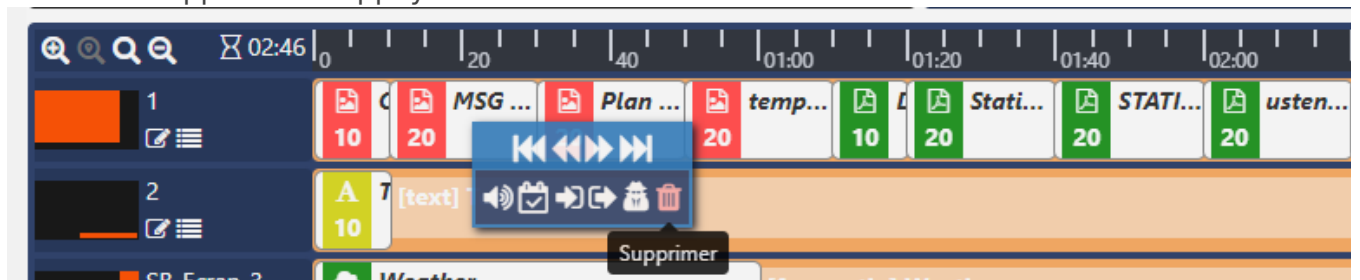 02:46
0 20 40 01:00 01:20 01:40 02:00
1
MSG ... Plan ... temp... Stati... STATI... usten...
10 20 20 10 20 20 20
2
A T [text]
10
Supprimer
Weather